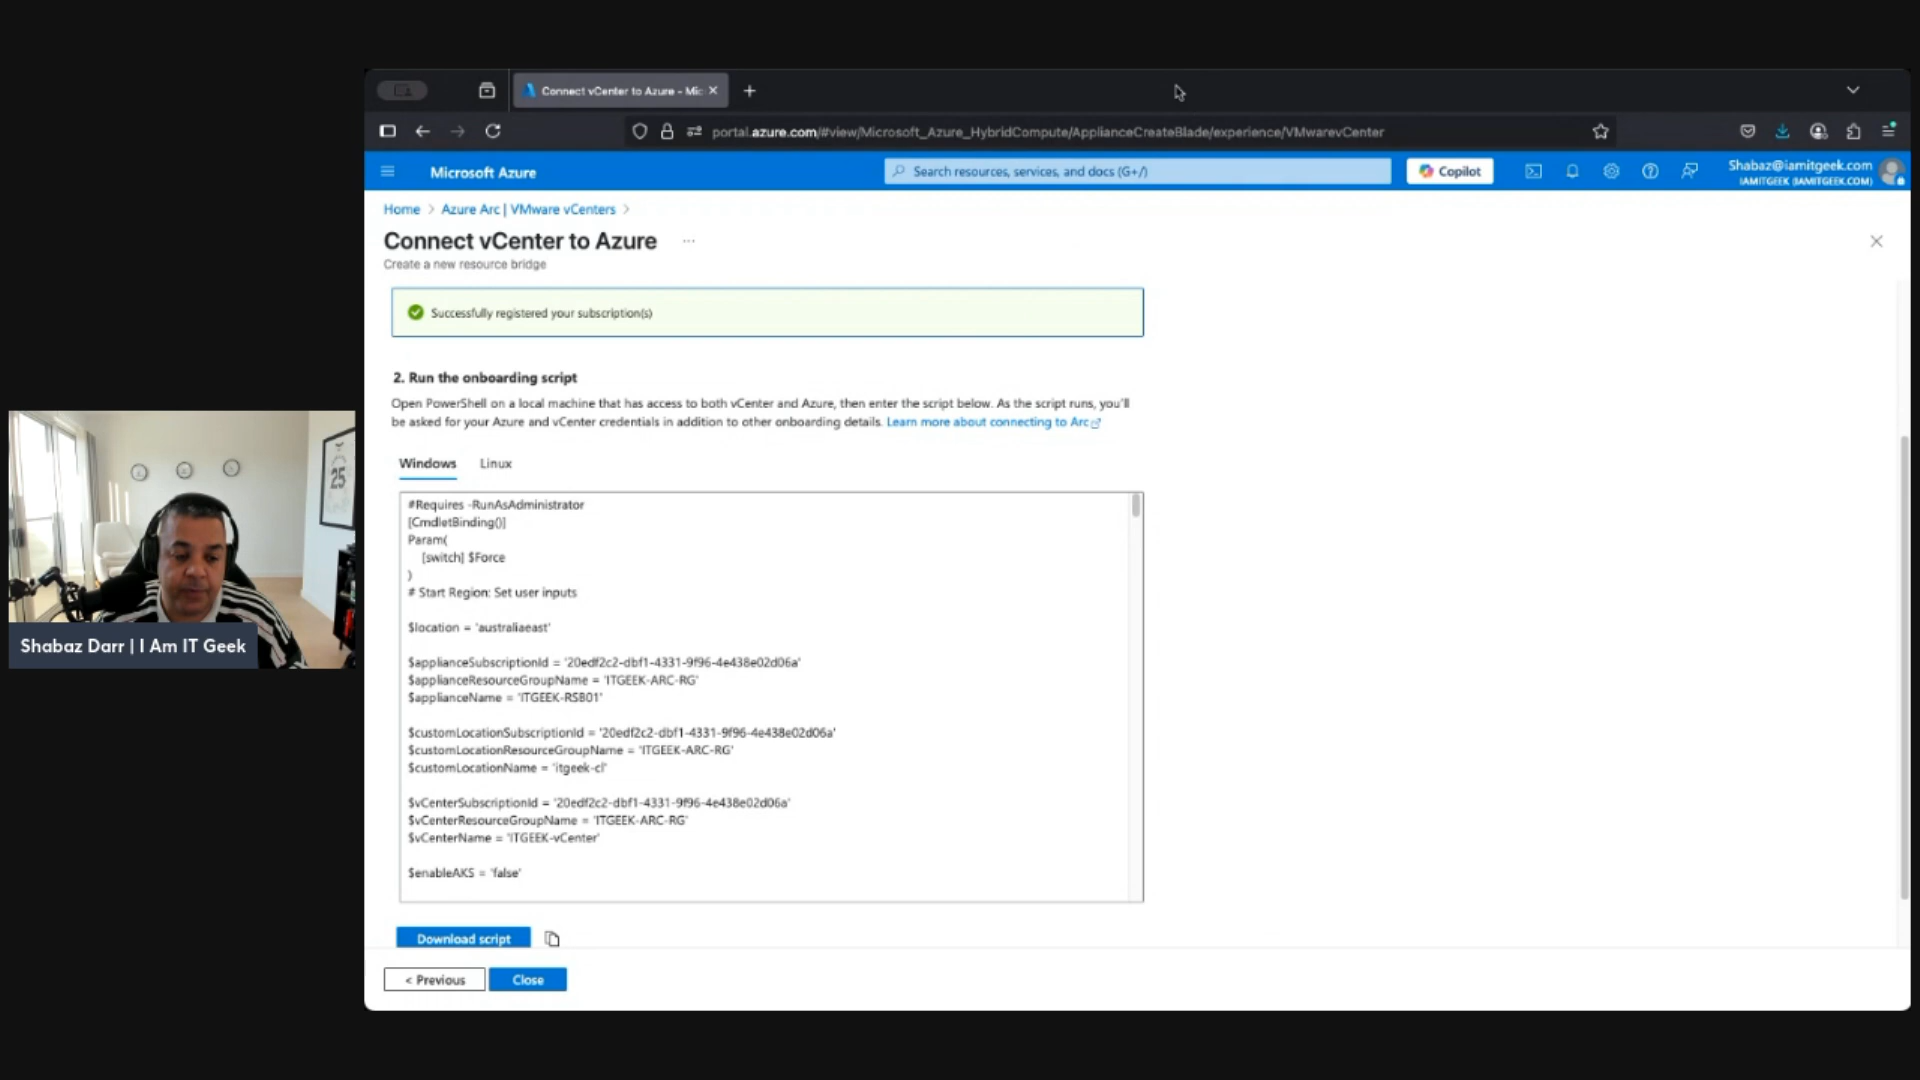 Connect vCenter to Azure - Mic
portal.azure.com/#view/Microsoft_Azure_HybridCompute/ApplianceCreateBlade/experience/VMwarevCenter
Microsoft Azure
Search resources, services, and docs (G+/)
Copilot
Shabaz@iamitgeek.com
IAMITGEEK (IAMITGEEK.COM)
Home > Azure Arc | VMware vCenters >
Connect vCenter to Azure ...
Create a new resource bridge
Successfully registered your subscription(s)
2. Run the onboarding script
Open PowerShell on a local machine that has access to both vCenter and Azure, then enter the script below. As the script runs, you'll
be asked for your Azure and vCenter credentials in addition to other onboarding details. Learn more about connecting to Arc
Windows Linux
#Requires -RunAsAdministrator
[CmdletBinding()]
Param(
[switch] $Force
)
# Start Region: Set user inputs
$location = 'australiaeast'
$applianceSubscriptionId = '20edf2c2-dbf1-4331-9f96-4e438e02d06a'
$applianceResourceGroupName = 'ITGEEK-ARC-RG'
$applianceName = 'ITGEEK-RSB01'
$customLocationSubscriptionId = '20edf2c2-dbf1-4331-9f96-4e438e02d06a'
$customLocationResourceGroupName = 'ITGEEK-ARC-RG'
$customLocationName = 'itgeek-cl'
$vCenterSubscriptionId = '20edf2c2-dbf1-4331-9f96-4e438e02d06a'
$vCenterResourceGroupName = 'ITGEEK-ARC-RG'
$vCenterName = 'ITGEEK-vCenter'
$enableAKS = 'false'
Download script
< Previous
Close
25
Shabaz Darr | I Am IT Geek